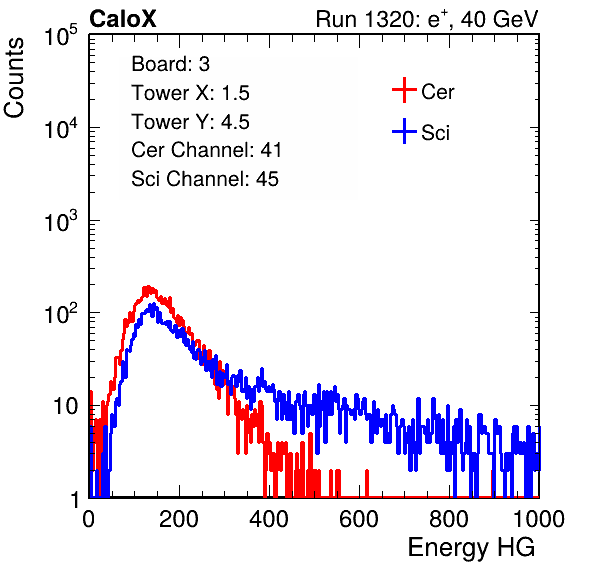 CaloX Run 1320: e⁺, 40 GeV
Counts
Board: 3
Tower X: 1.5
Tower Y: 4.5
Cer Channel: 41
Sci Channel: 45
Cer
Sci
10⁵
10⁴
10³
10²
10
1
0 200 400 600 800 1000
Energy HG